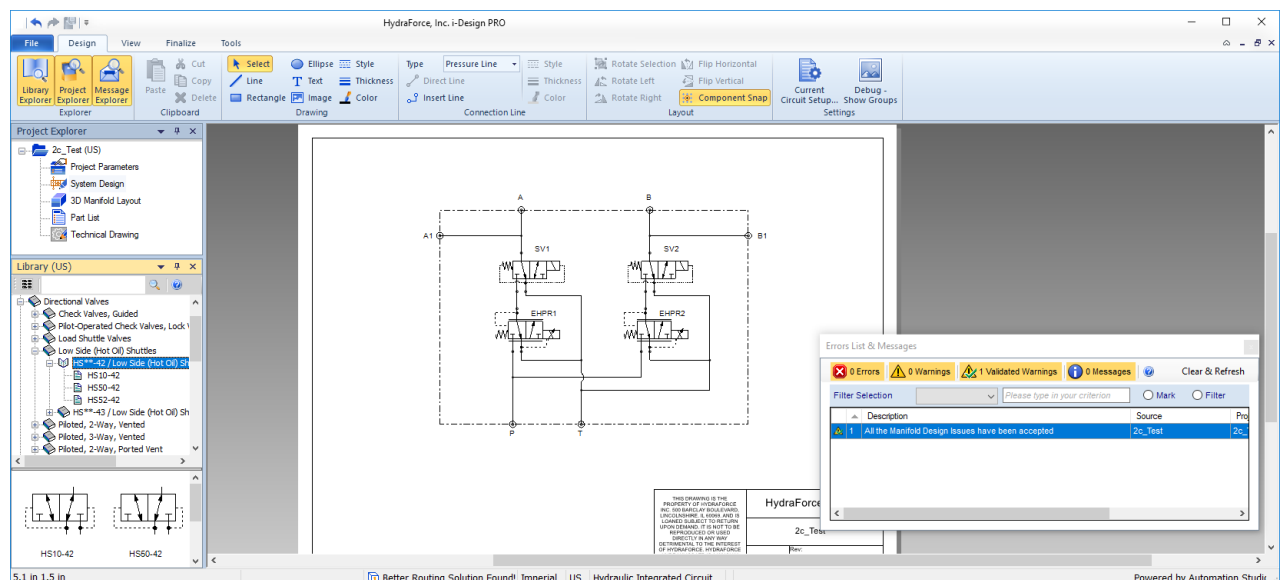 HydraForce, Inc. i-Design PRO
File Design View Finalize Tools
Library Explorer
Project Explorer
Message Explorer
Explorer
Paste
Cut
Copy
Delete
Clipboard
Select Ellipse Style
Line Text Thickness
Rectangle Image Color
Drawing
Type Pressure Line Style
Direct Line Thickness
Insert Line Color
Connection Line
Rotate Selection Flip Horizontal
Rotate Left Flip Vertical
Rotate Right Component Snap
Layout
Current Circuit Setup...
Debug - Show Groups
Settings
Project Explorer
2c_Test (US)
Project Parameters
System Design
3D Manifold Layout
Part List
Technical Drawing
Library (US)
Directional Valves
Check Valves, Guided
Pilot-Operated Check Valves, Lock V
Load Shuttle Valves
Low Side (Hot Oil) Shuttles
HS**-42 / Low Side (Hot Oil) Sh
HS10-42
HS50-42
HS52-42
HS**-43 / Low Side (Hot Oil) Sh
Piloted, 2-Way, Vented
Piloted, 3-Way, Vented
Piloted, 2-Way, Ported Vent
HS10-42 HS60-42
A B
A1 B1
SV1 SV2
EHPR1 EHPR2
P T
THIS DRAWING IS THE
PROPERTY OF HYDRAFORCE
INC. 500 BARCLAY BOULEVARD,
LINCOLNSHIRE, IL 60069, AND IS
LOANED SUBJECT TO RETURN
UPON DEMAND. IT IS NOT TO BE
REPRODUCED OR USED
DIRECTLY IN ANY WAY
DETRIMENTAL TO THE INTEREST
OF HYDRAFORCE. HYDRAFORCE
HydraForce
2c_Test
Rev:
Errors List & Messages
0 Errors 0 Warnings 1 Validated Warnings 0 Messages Clear & Refresh
Filter Selection Please type in your criterion Mark Filter
Description Source Pro
1 All the Manifold Design Issues have been accepted 2c_Test 2c_
5.1 in 1.5 in Better Routing Solution Found! Imperial US Hydraulic Integrated Circuit Powered by Automation Studi